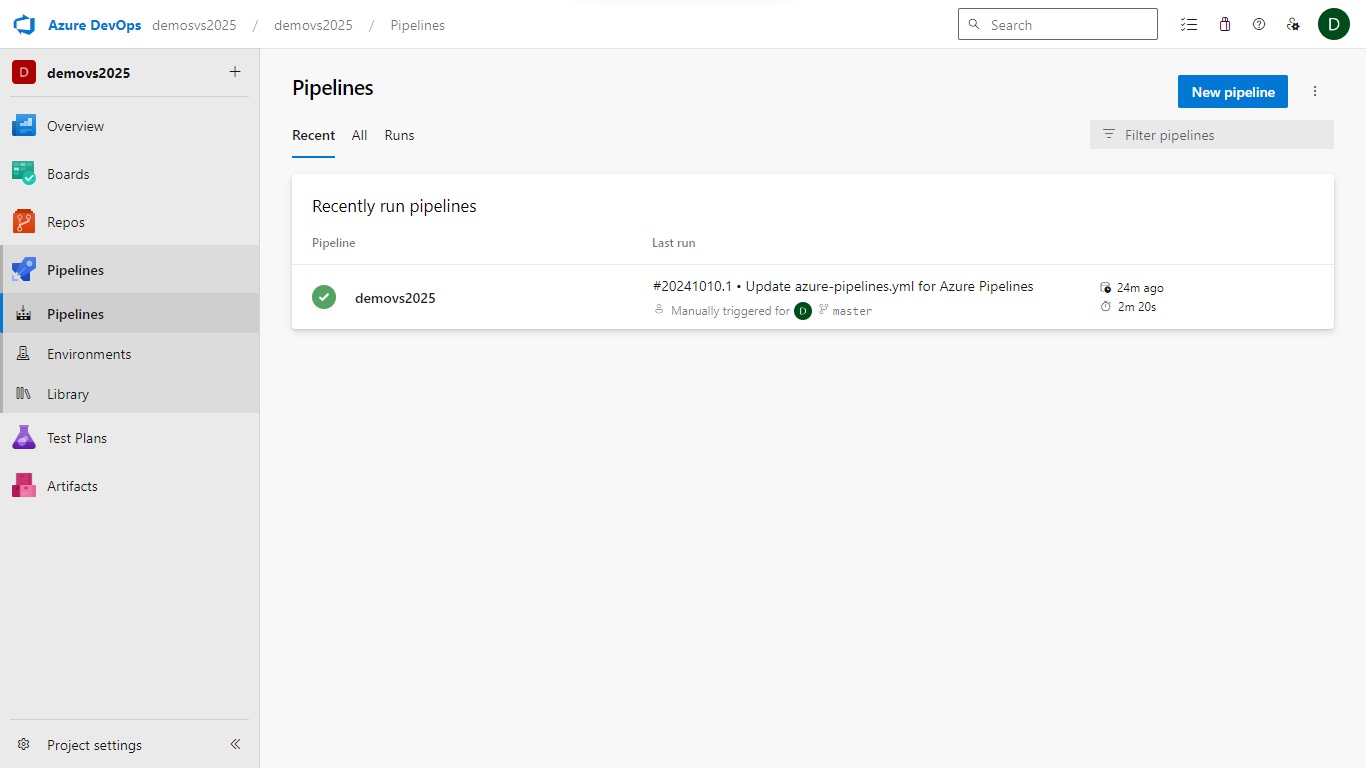 Azure DevOps demosvs2025 / demovs2025 / Pipelines Search D
D demovs2025
Overview
Boards
Repos
Pipelines
Pipelines
Environments
Library
Test Plans
Artifacts
Project settings
Pipelines
New pipeline
Recent All Runs
Filter pipelines
Recently run pipelines
Pipeline Last run
demovs2025
#20241010.1 • Update azure-pipelines.yml for Azure Pipelines
Manually triggered for D master
24m ago
2m 20s